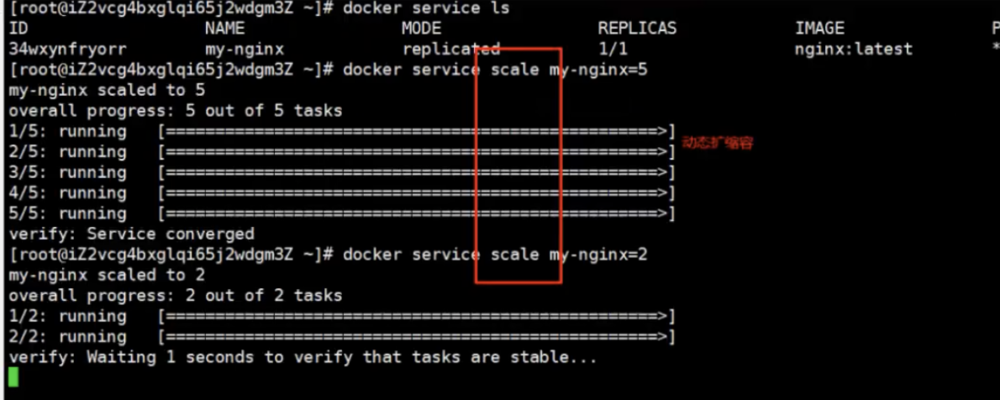 [root@iZ2vcg4bxglqi65j2wdgm3Z ~]# docker service ls
ID NAME MODE REPLICAS IMAGE P
34wxynfryorr my-nginx replicated 1/1 nginx:latest *
[root@iZ2vcg4bxglqi65j2wdgm3Z ~]# docker service scale my-nginx=5
my-nginx scaled to 5
overall progress: 5 out of 5 tasks
1/5: running [==================================================>]
动态扩缩容
2/5: running [==================================================>]
3/5: running [==================================================>]
4/5: running [==================================================>]
5/5: running [==================================================>]
verify: Service converged
[root@iZ2vcg4bxglqi65j2wdgm3Z ~]# docker service scale my-nginx=2
my-nginx scaled to 2
overall progress: 2 out of 2 tasks
1/2: running [==================================================>]
2/2: running [==================================================>]
verify: Waiting 1 seconds to verify that tasks are stable...